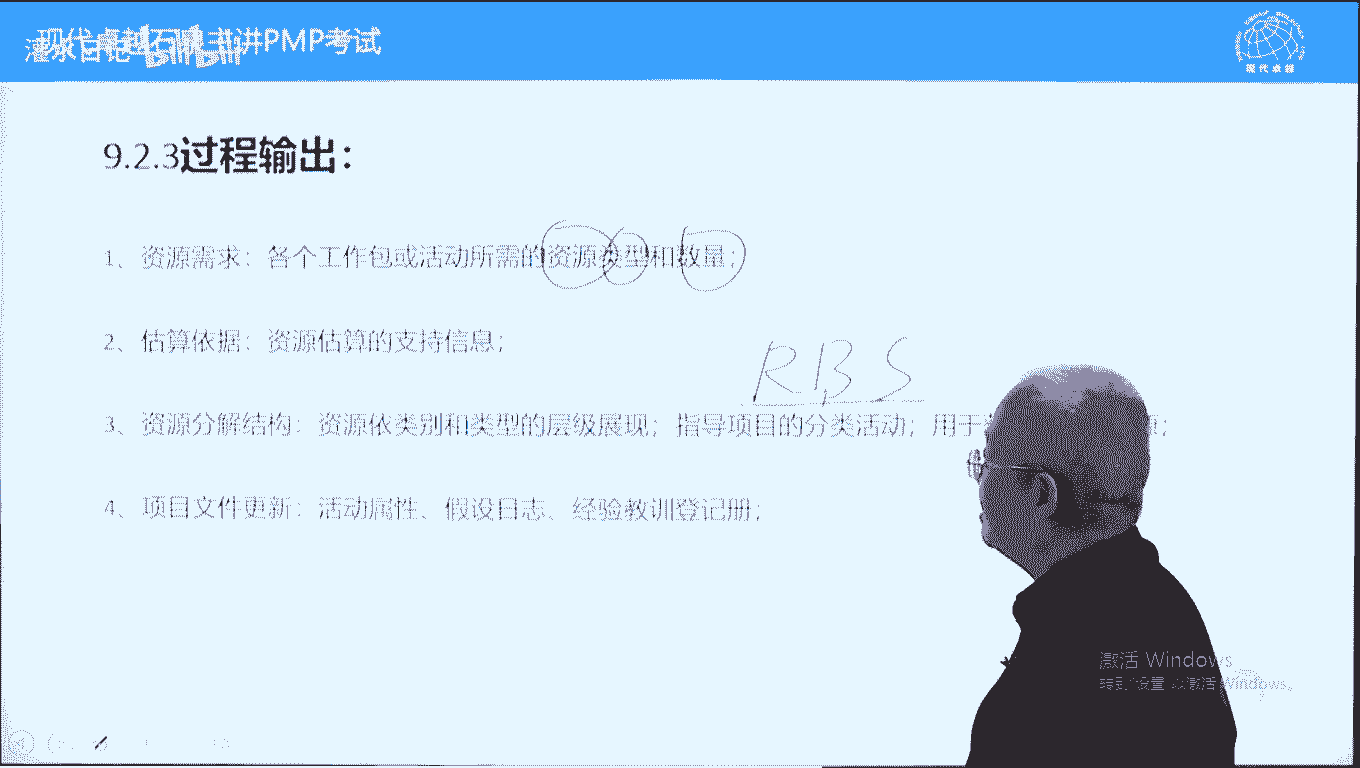 讲PMP考试
现代卓越
9.2.3过程输出：
1、资源需求：各个工作包或活动所需的资源类型和数量；
2、估算依据：资源估算的支持信息；
RBS
3、资源分解结构：资源依类别和类型的层级展现；指导项目的分类活动；用于
4、项目文件更新：活动属性、假设日志、经验教训登记册；
激活 Windows
转到"设置"以激活 Windows。